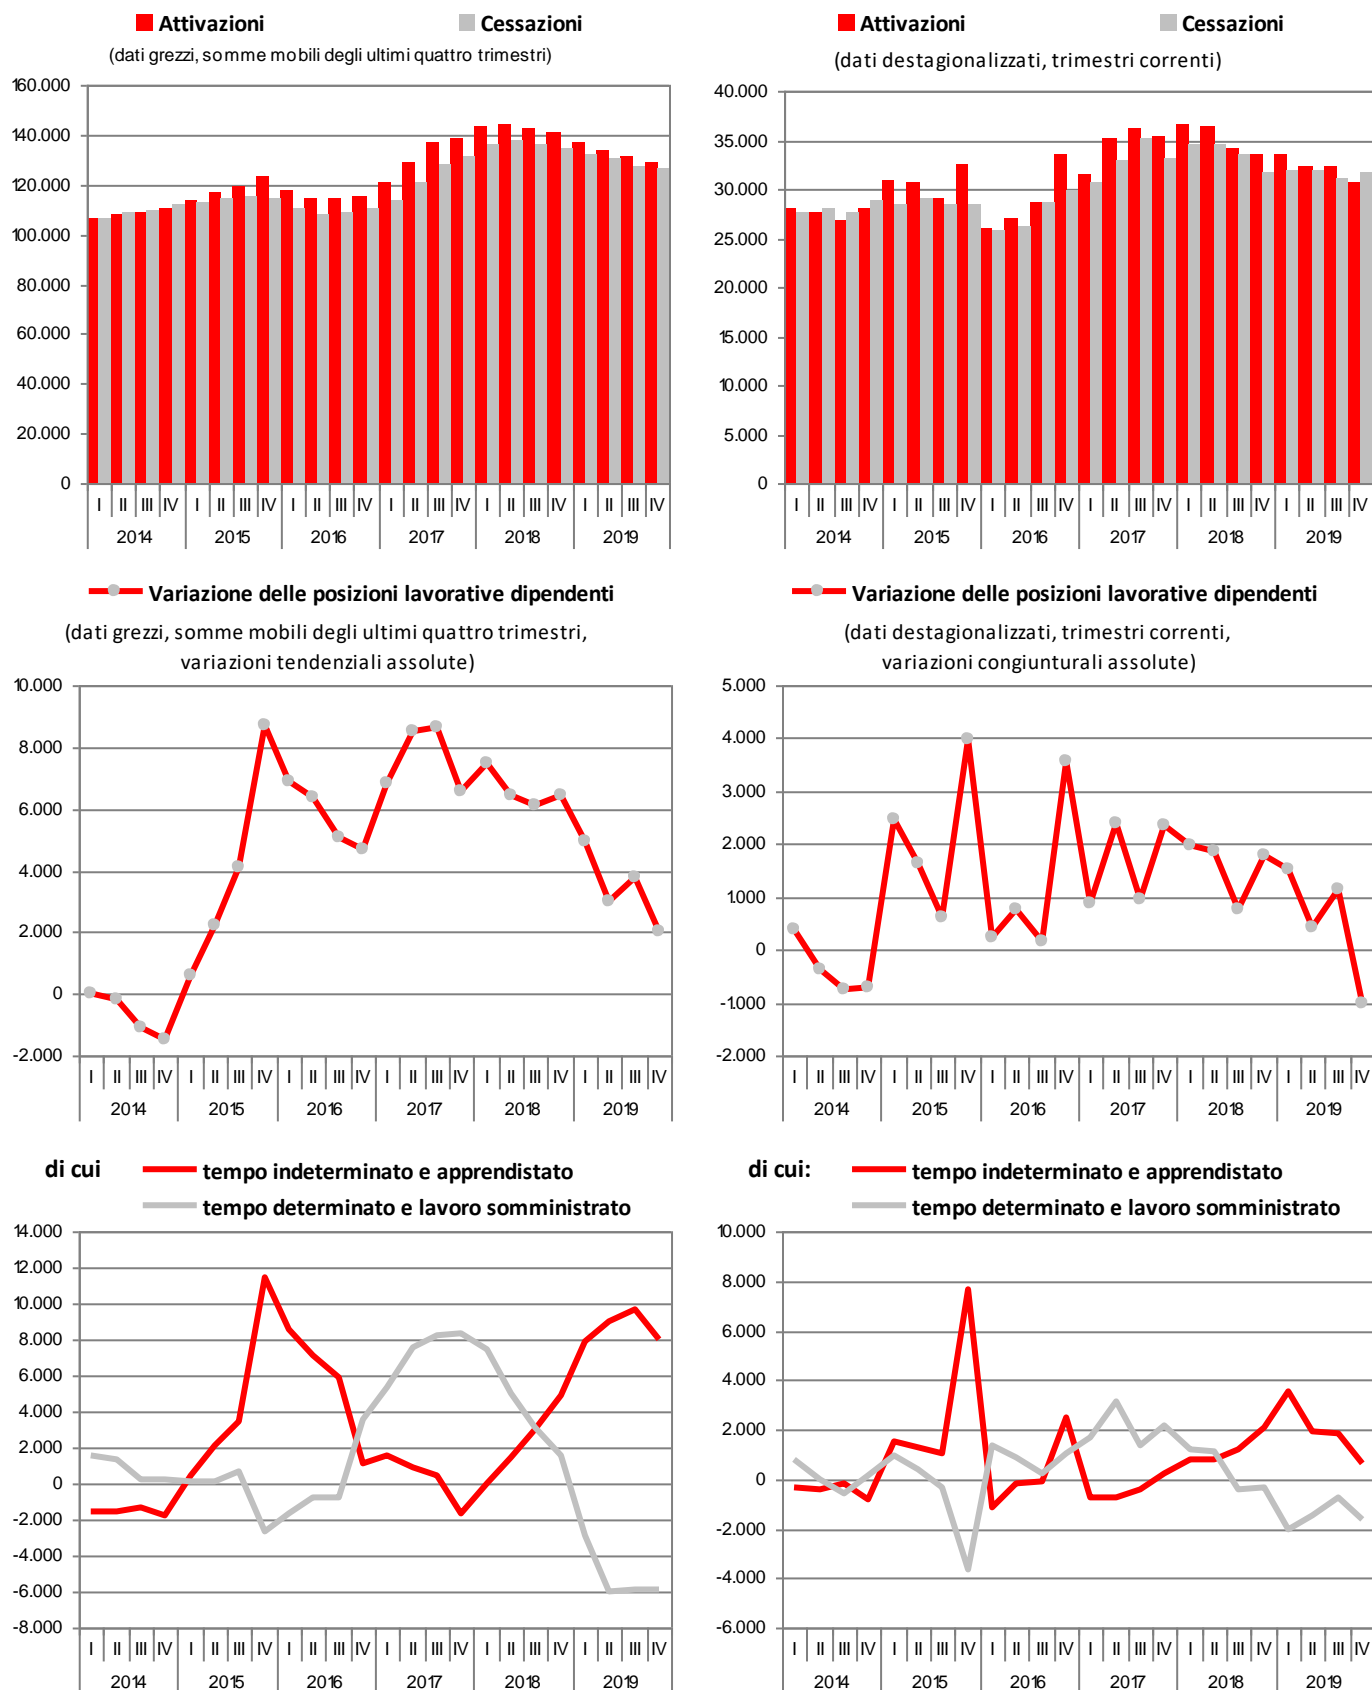 Attivazioni Cessazioni
(dati grezzi, somme mobili degli ultimi quattro trimestri)
160.000
140.000
120.000
100.000
80.000
60.000
40.000
20.000
0
I II III IV I II III IV I II III IV I II III IV I II III IV I II III IV
2014 2015 2016 2017 2018 2019
Attivazioni Cessazioni
(dati destagionalizzati, trimestri correnti)
40.000
35.000
30.000
25.000
20.000
15.000
10.000
5.000
0
I II III IV I II III IV I II III IV I II III IV I II III IV I II III IV
2014 2015 2016 2017 2018 2019
Variazione delle posizioni lavorative dipendenti
(dati grezzi, somme mobili degli ultimi quattro trimestri,
variazioni tendenziali assolute)
10.000
8.000
6.000
4.000
2.000
0
-2.000
I II III IV I II III IV I II III IV I II III IV I II III IV I II III IV
2014 2015 2016 2017 2018 2019
Variazione delle posizioni lavorative dipendenti
(dati destagionalizzati, trimestri correnti,
variazioni congiunturali assolute)
5.000
4.000
3.000
2.000
1.000
0
-1.000
-2.000
I II III IV I II III IV I II III IV I II III IV I II III IV I II III IV
2014 2015 2016 2017 2018 2019
di cui tempo indeterminato e apprendistato
tempo determinato e lavoro somministrato
14.000
12.000
10.000
8.000
6.000
4.000
2.000
0
-2.000
-4.000
-6.000
-8.000
I II III IV I II III IV I II III IV I II III IV I II III IV I II III IV
2014 2015 2016 2017 2018 2019
di cui: tempo indeterminato e apprendistato
tempo determinato e lavoro somministrato
10.000
8.000
6.000
4.000
2.000
0
-2.000
-4.000
-6.000
I II III IV I II III IV I II III IV I II III IV I II III IV I II III IV
2014 2015 2016 2017 2018 2019